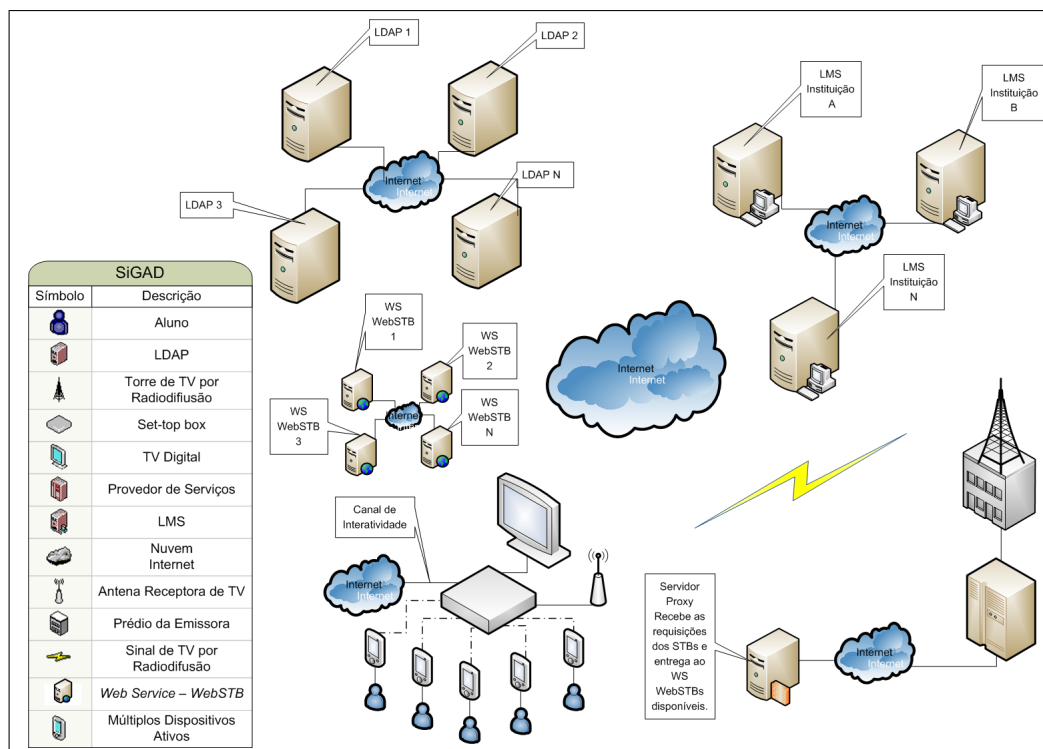 LDAP 1
LDAP 2
Internet
Internet
LDAP 3
LDAP N
LMS
Instituição
A
LMS
Instituição
B
Internet
Internet
LMS
Instituição
N
SiGAD
Símbolo Descrição
Aluno
LDAP
Torre de TV por
Radiodifiusão
Set-top box
TV Digital
Provedor de Serviços
LMS
Nuvem
Internet
Antena Receptora de TV
Prédio da Emissora
Sinal de TV por
Radiodifusão
Web Service – WebSTB
Múltiplos Dispositivos
Ativos
WS
WebSTB
1
WS
WebSTB
2
WS
WebSTB
3
WS
WebSTB
N
Internet
Internet
Internet
Canal de
Interatividade
Internet
Internet
Servidor
Proxy
Recebe as
requisições
dos STBs e
entrega ao
WS
WebSTBs
disponíveis.
Internet
Internet